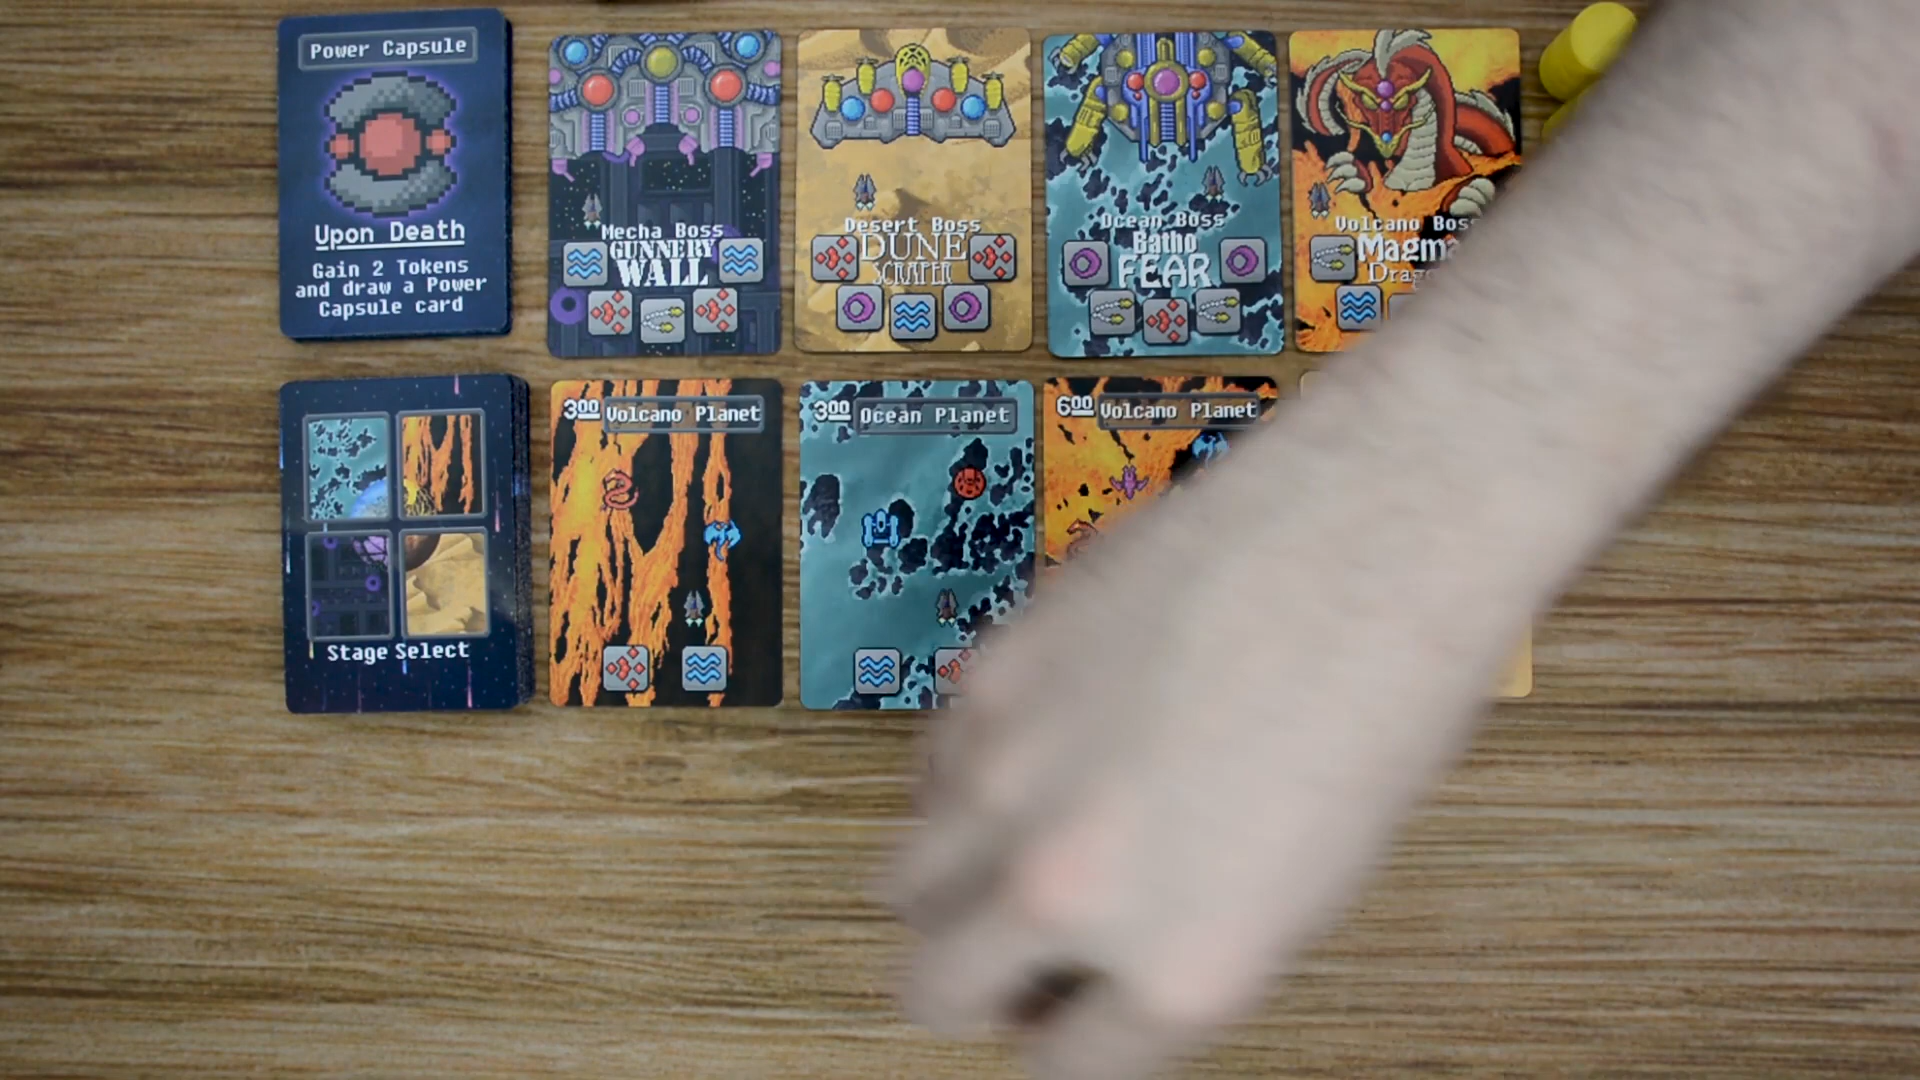 Power Capsule
Upon Death
Gain 2 Tokens
and draw a Power
Capsule card
Mecha Boss
GUNNERY
WALL
Desert Boss
DUNE
SCRAPER
Ocean Boss
Batho
FEAR
Volcano Boss
Magma
Stage Select
300 Volcano Planet
300 Ocean Planet
600 Volcano Planet